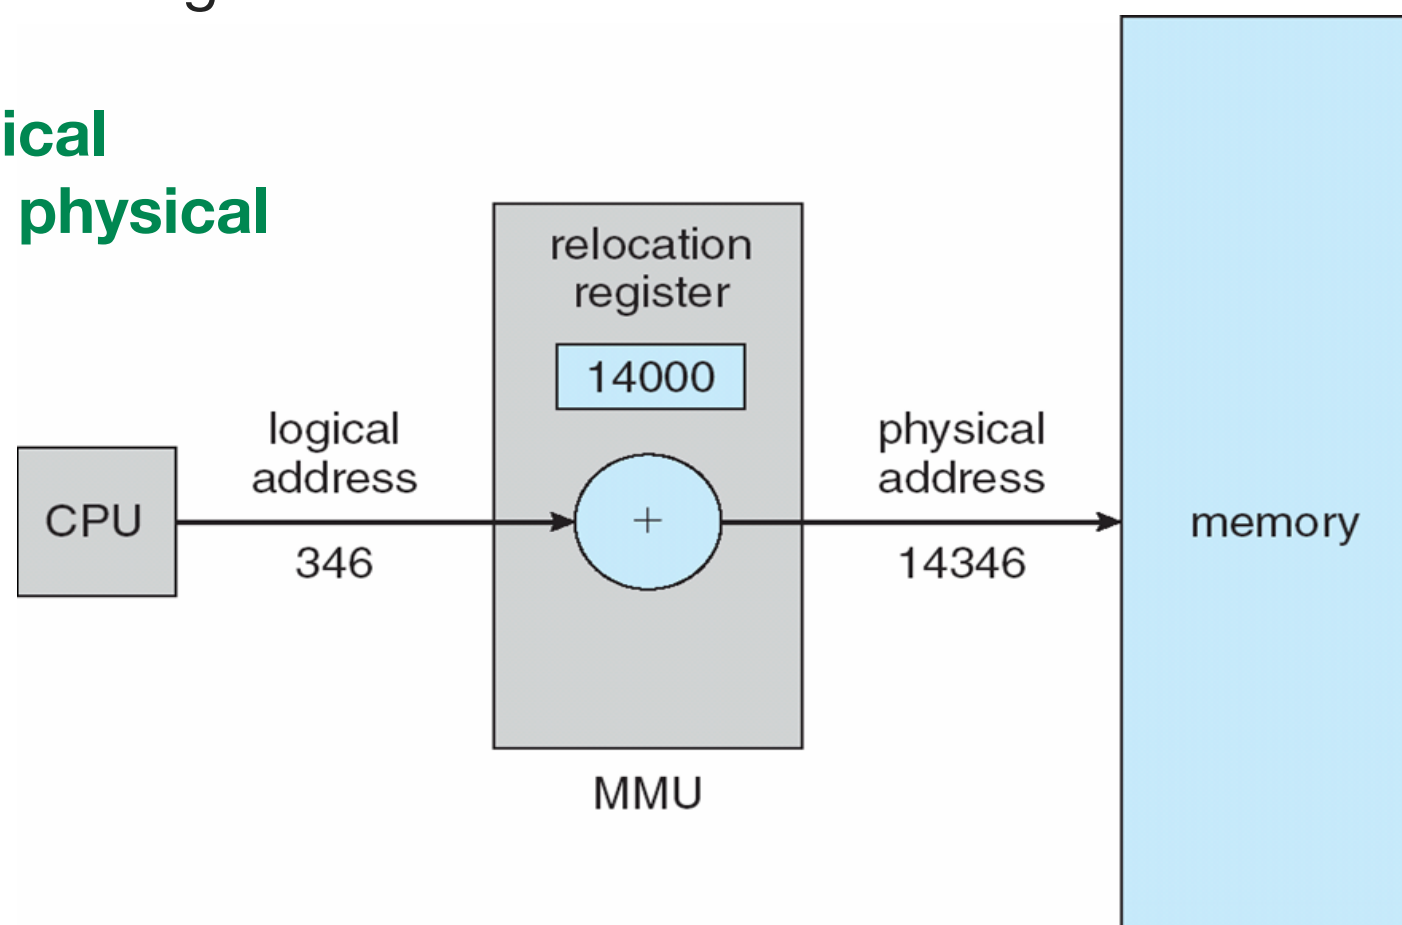 ical
physical
relocation
register
14000
logical
address
346
CPU
+
physical
address
14346
memory
MMU